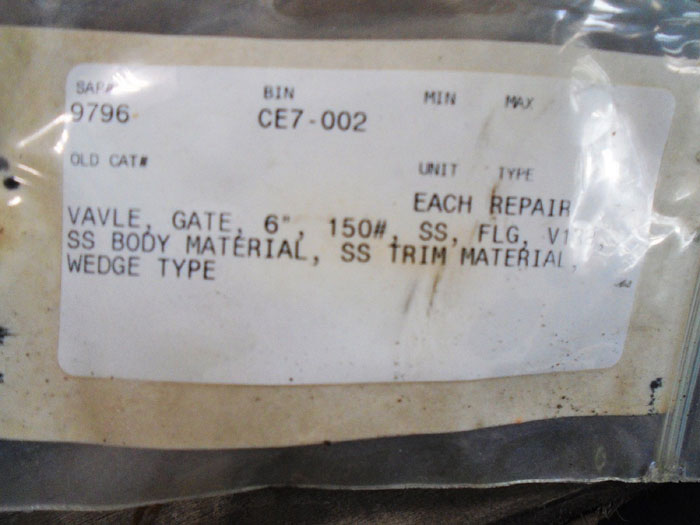 SAP# BIN MIN MAX
9796 CE7-002
OLD CAT# UNIT TYPE
EACH REPAIR
VAVLE, GATE, 6", 150#, SS, FLG,
SS BODY MATERIAL, SS TRIM MATERIAL,
WEDGE TYPE